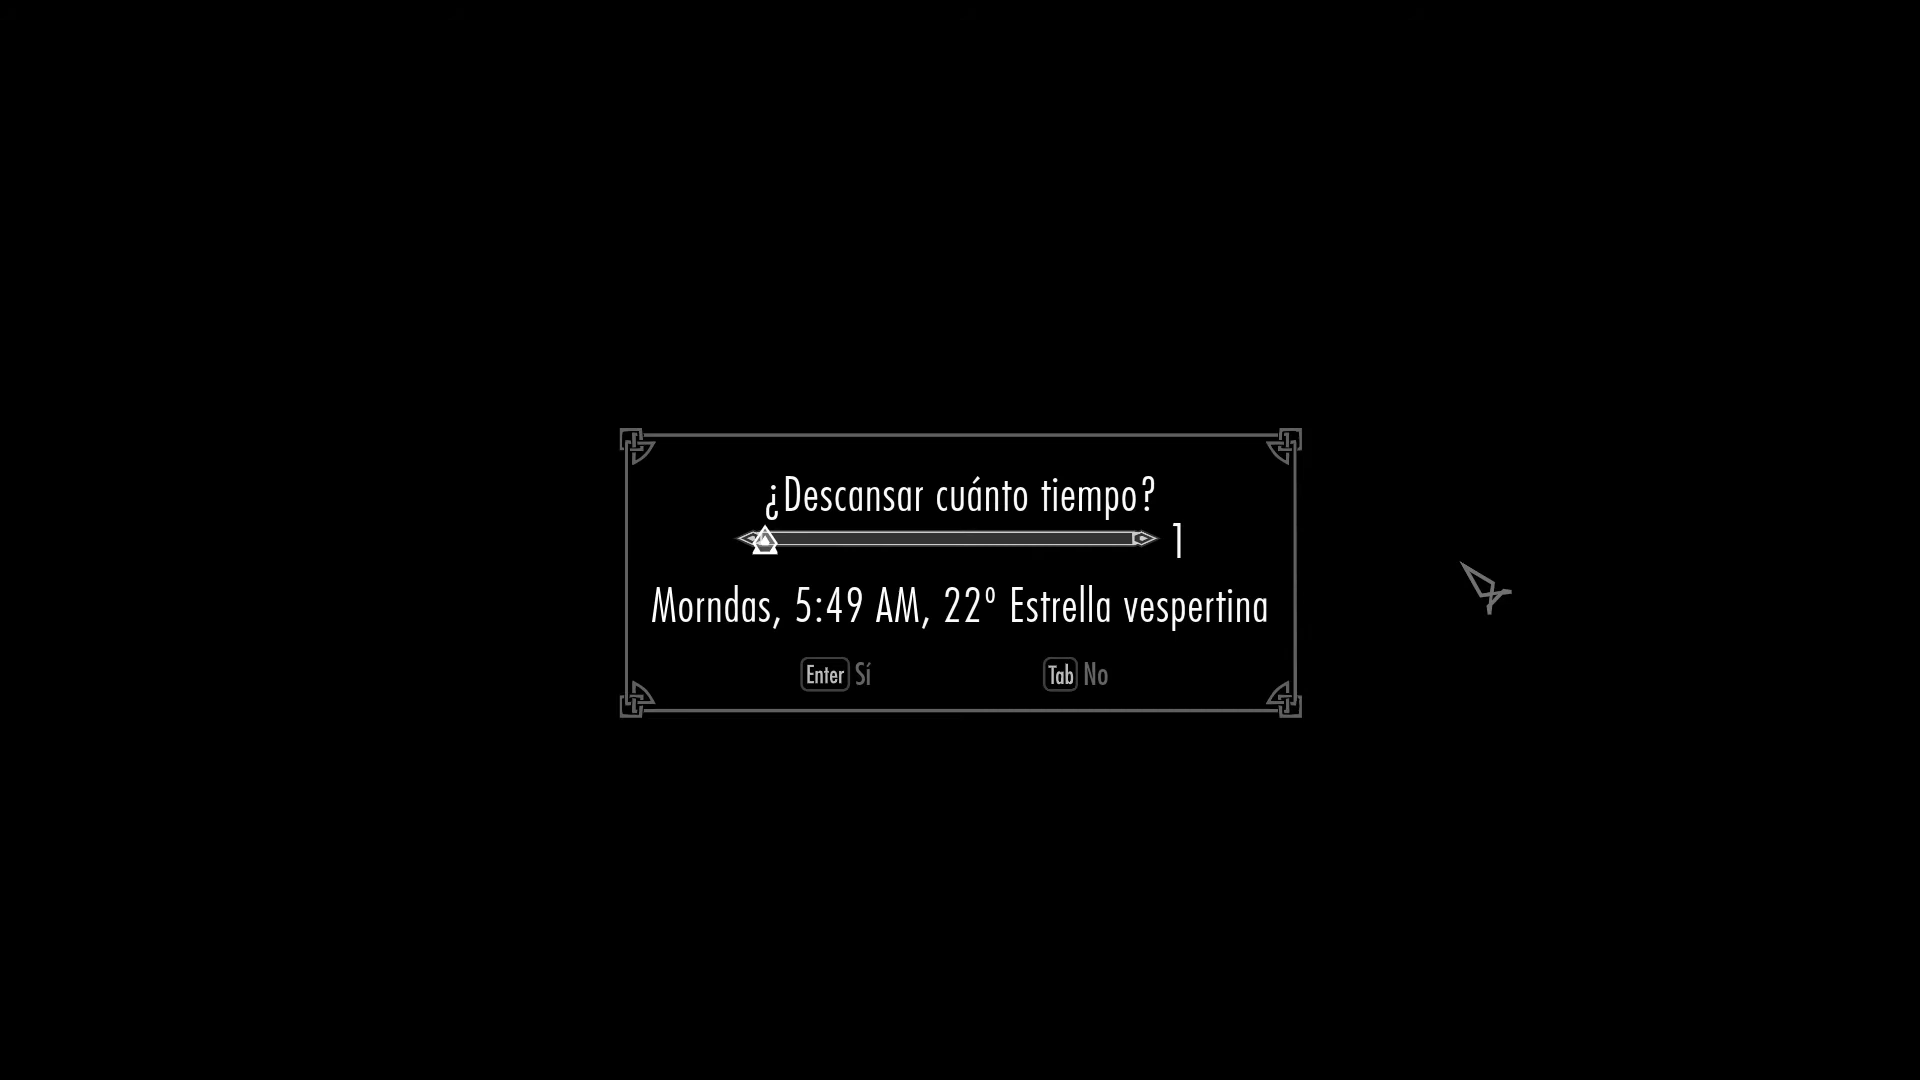 ¿Descansar cuánto tiempo?
1
Morndas, 5:49 AM, 22º Estrella vespertina
Enter Sí Tab No